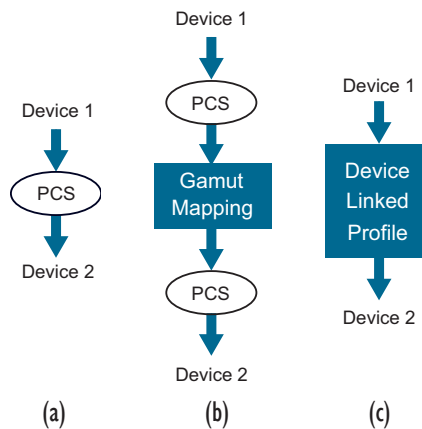 Device 1
PCS
Device 2
(a)
Device 1
PCS
Gamut
Mapping
PCS
Device 2
(b)
Device 1
Device
Linked
Profile
Device 2
(c)